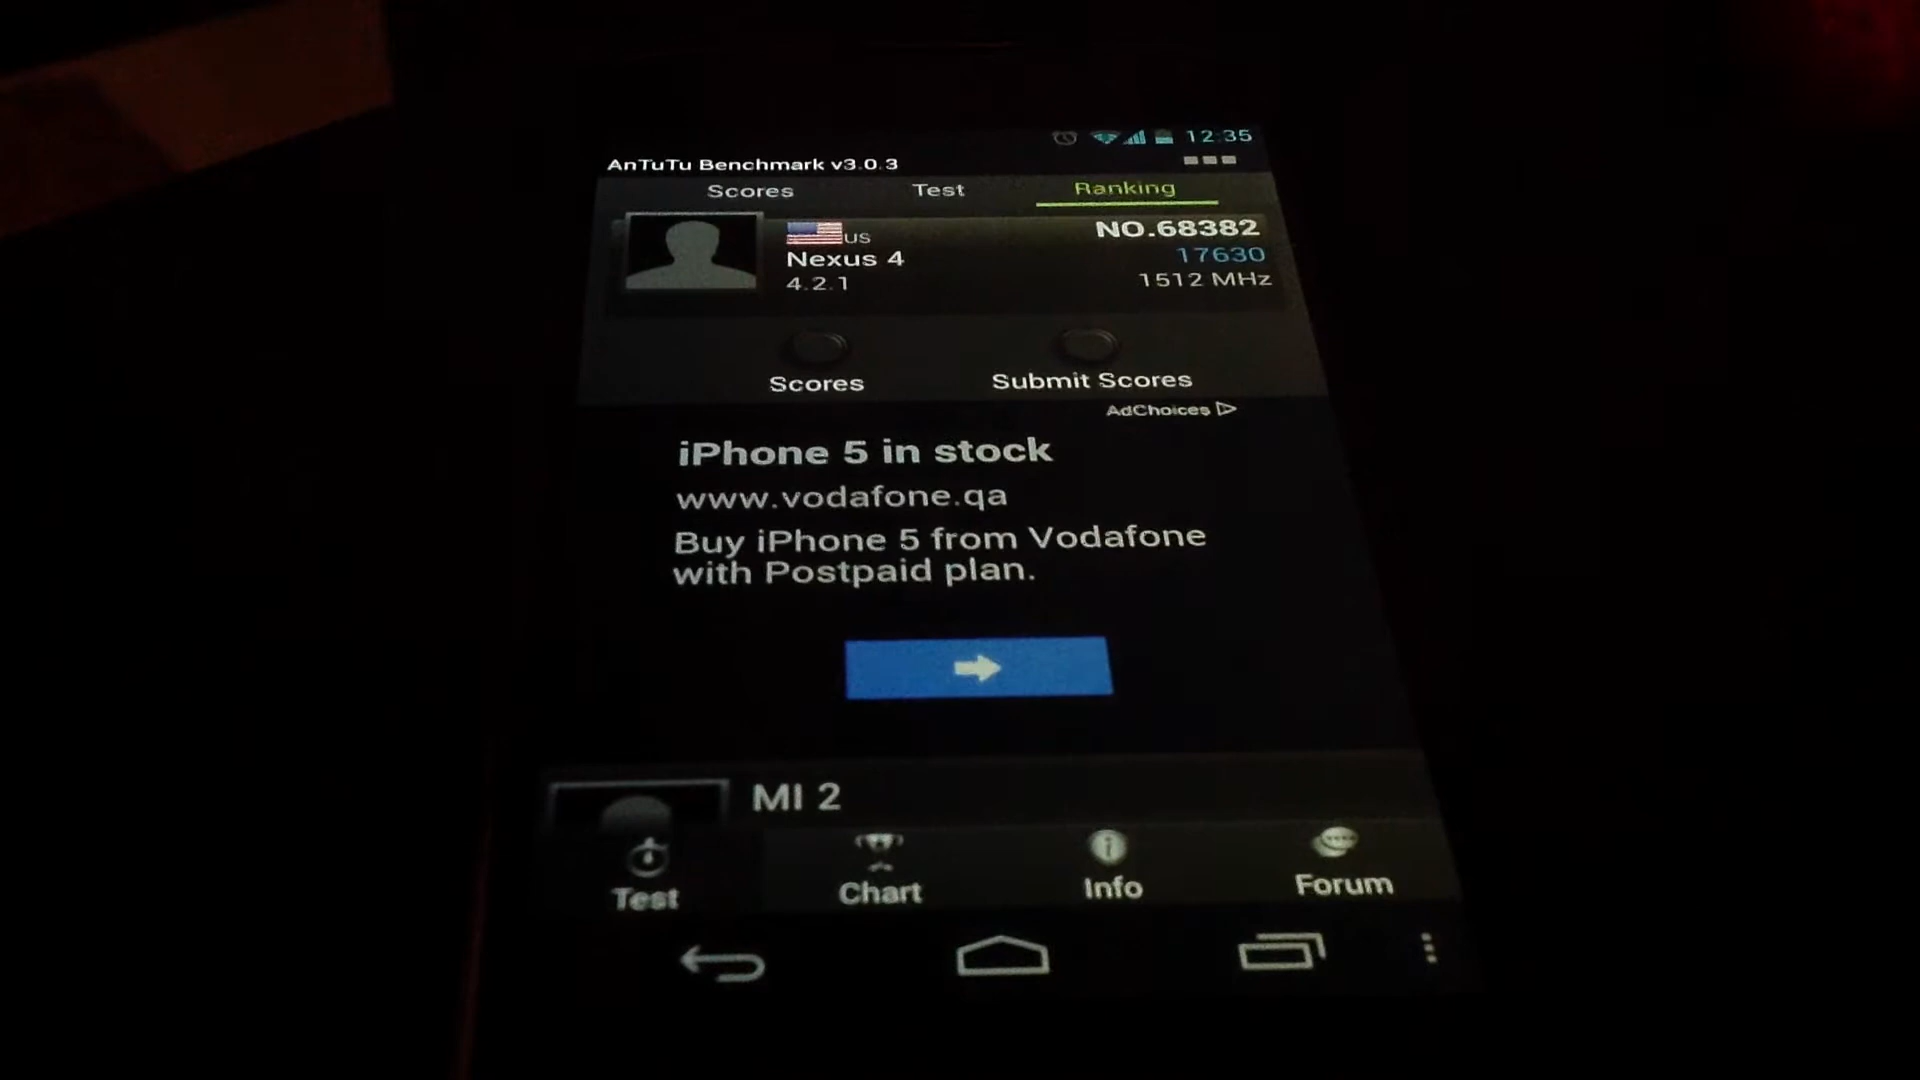 12:35
AnTuTu Benchmark v3.0.3
Scores Test Ranking
US NO.68382
Nexus 4 17630
4.2.1 1512 MHz
Scores Submit Scores
AdChoices
iPhone 5 in stock
www.vodafone.qa
Buy iPhone 5 from Vodafone
with Postpaid plan.
MI 2
Test Chart Info Forum